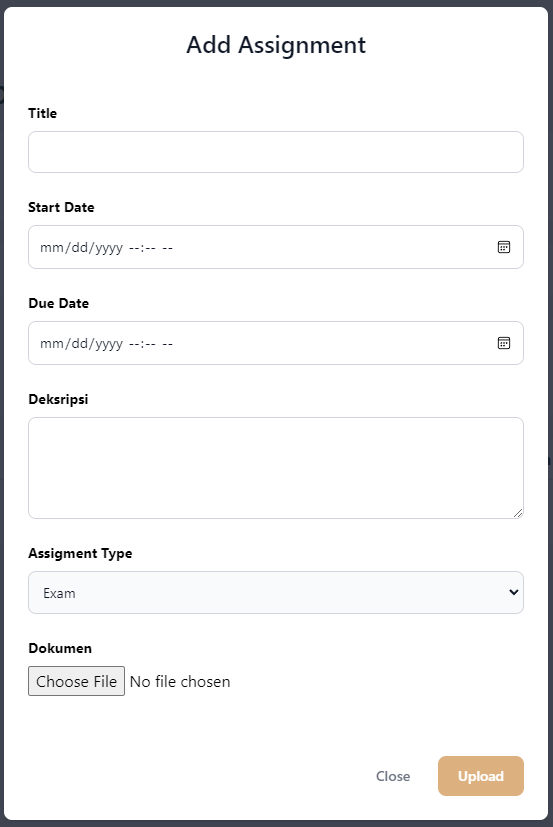 Add Assignment
Title
Start Date
mm/dd/yyyy --:-- --
Due Date
mm/dd/yyyy --:-- --
Deksripsi
Assigment Type
Exam
Dokumen
Choose File No file chosen
Close Upload